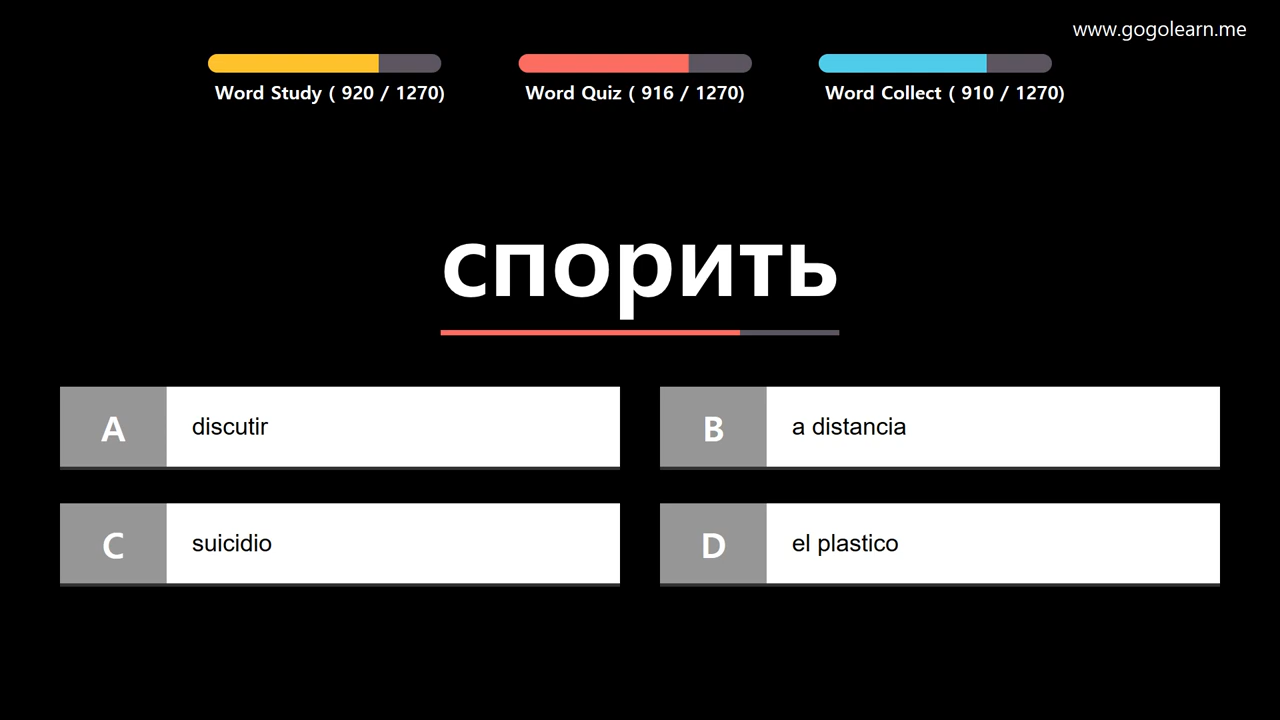 www.gogolearn.me
Word Study ( 920 / 1270)
Word Quiz ( 916 / 1270)
Word Collect ( 910 / 1270)
спорить
A discutir
B a distancia
C suicidio
D el plastico